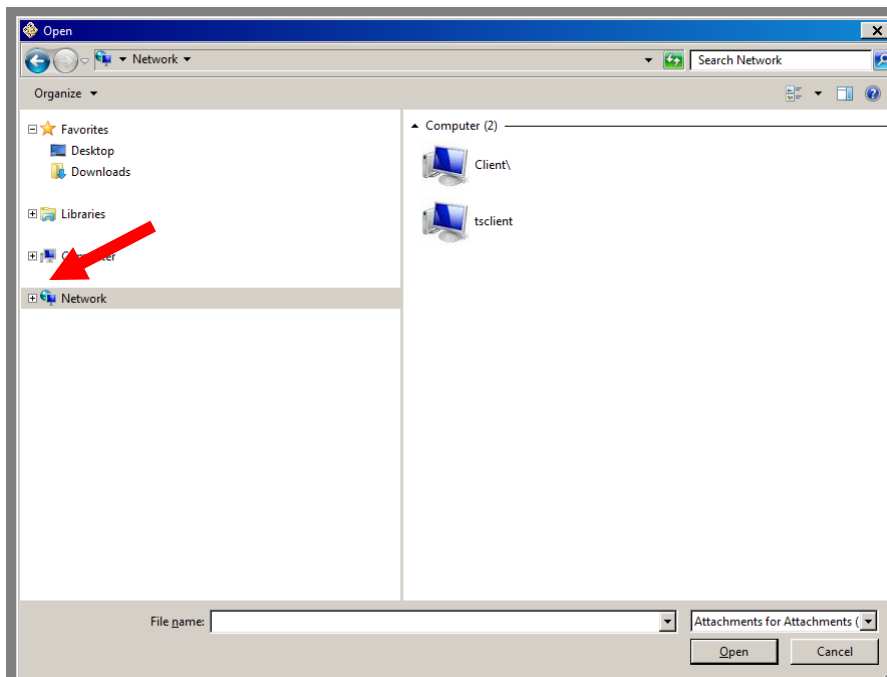 Open
Network
Search Network
Organize
Favorites
Desktop
Downloads
Libraries
Network
Computer (2)
Client\
tsclient
File name:
Attachments for Attachments (
Open
Cancel